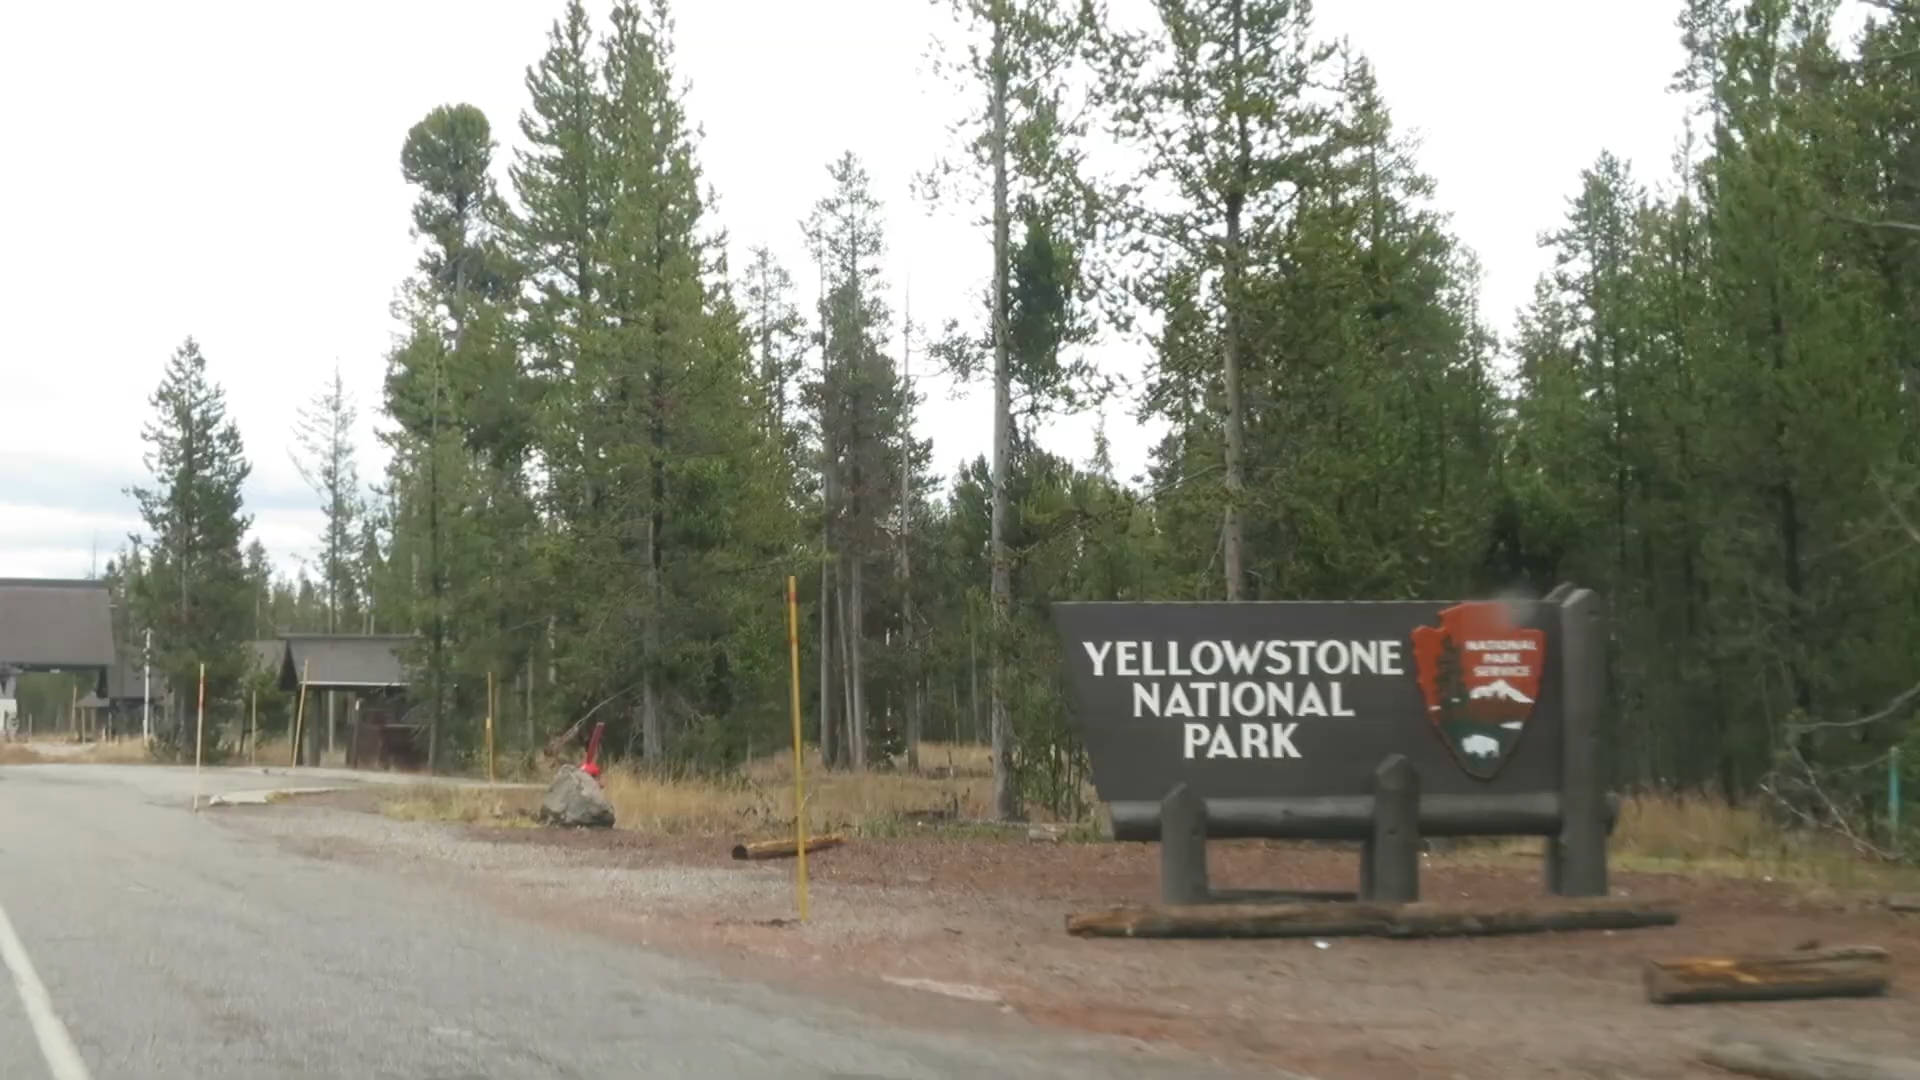 YELLOWSTONE
NATIONAL
PARK
NATIONAL
PARK
SERVICE